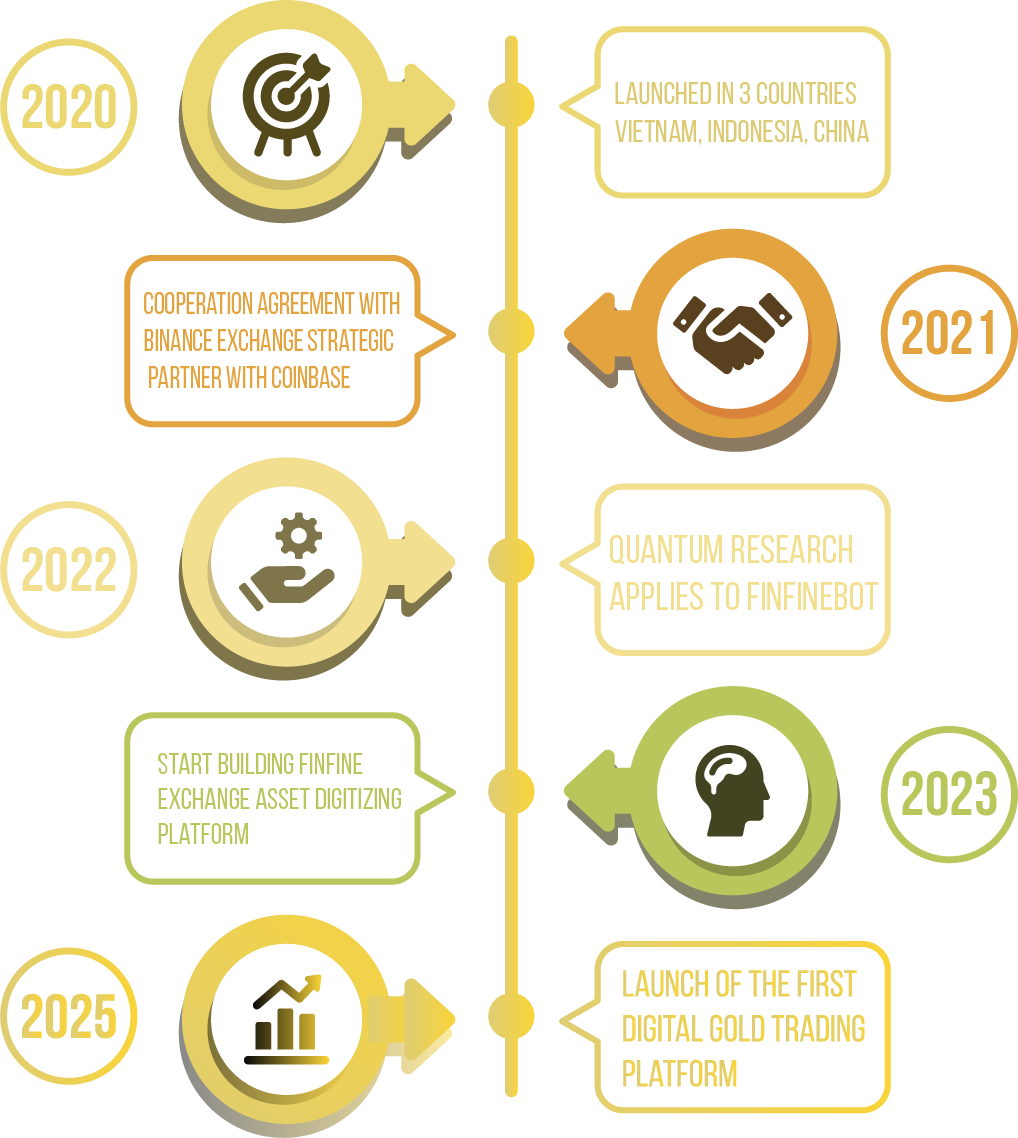 2020
LAUNCHED IN 3 COUNTRIES
VIETNAM, INDONESIA, CHINA
COOPERATION AGREEMENT WITH
BINANCE EXCHANGE STRATEGIC
PARTNER WITH COINBASE
2021
2022
QUANTUM RESEARCH
APPLIES TO FINFINEBOT
START BUILDING FINFINE
EXCHANGE ASSET DIGITIZING
PLATFORM
2023
2025
LAUNCH OF THE FIRST
DIGITAL GOLD TRADING
PLATFORM